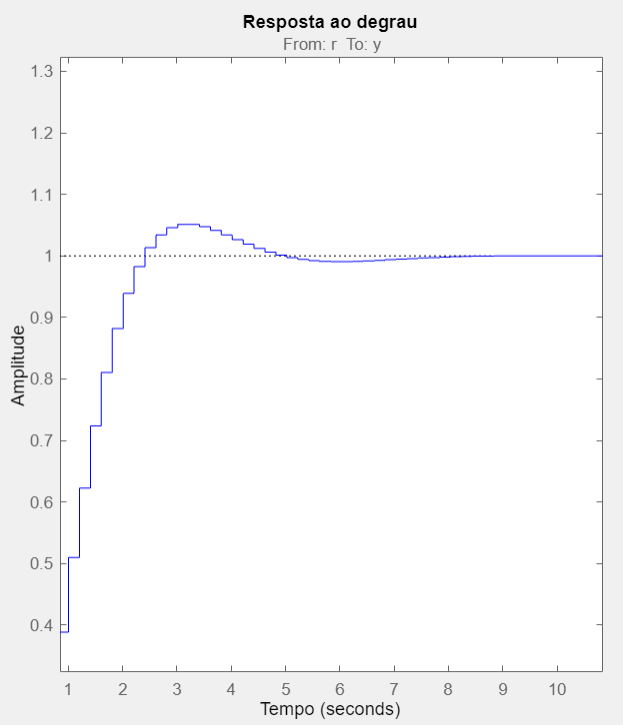 Resposta ao degrau
From: r  To: y
1.3
1.2
1.1
1
0.9
0.8
0.7
0.6
0.5
0.4
Amplitude
1 2 3 4 5 6 7 8 9 10
Tempo (seconds)